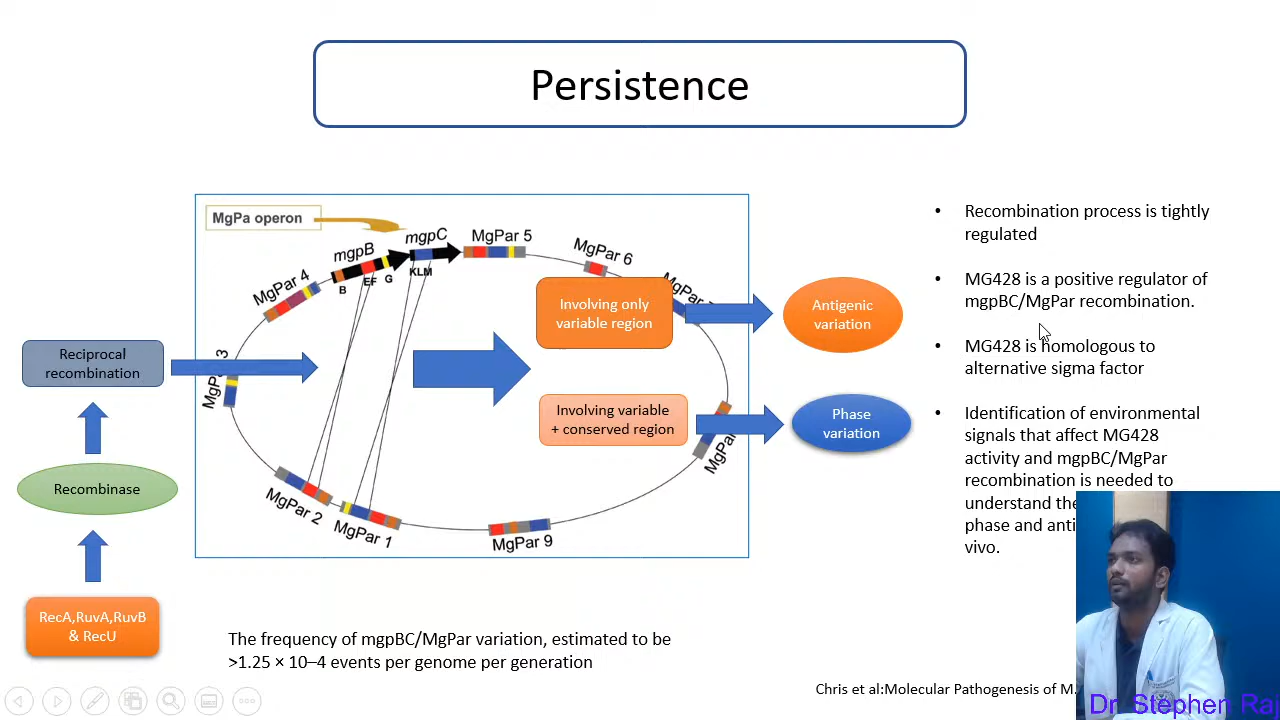 Persistence
MgPa operon
mgpB
mgpC
MgPar 5
MgPar 6
MgPar 4
B
EF
G
KLM
Involving only
variable region
Antigenic
variation
Reciprocal
recombination
3
Involving variable
+ conserved region
Phase
variation
Recombinase
MgPar 2
MgPar 1
MgPar 9
RecA,RuvA,RuvB
& RecU
The frequency of mgpBC/MgPar variation, estimated to be
>1.25 × 10–4 events per genome per generation
• Recombination process is tightly
regulated
• MG428 is a positive regulator of
mgpBC/MgPar recombination.
• MG428 is homologous to
alternative sigma factor
• Identification of environmental
signals that affect MG428
activity and mgpBC/MgPar
recombination is needed to
understand
phase and
vivo.
Chris et al:Molecular Pathogenesis of M.
Dr. Stephen Raj